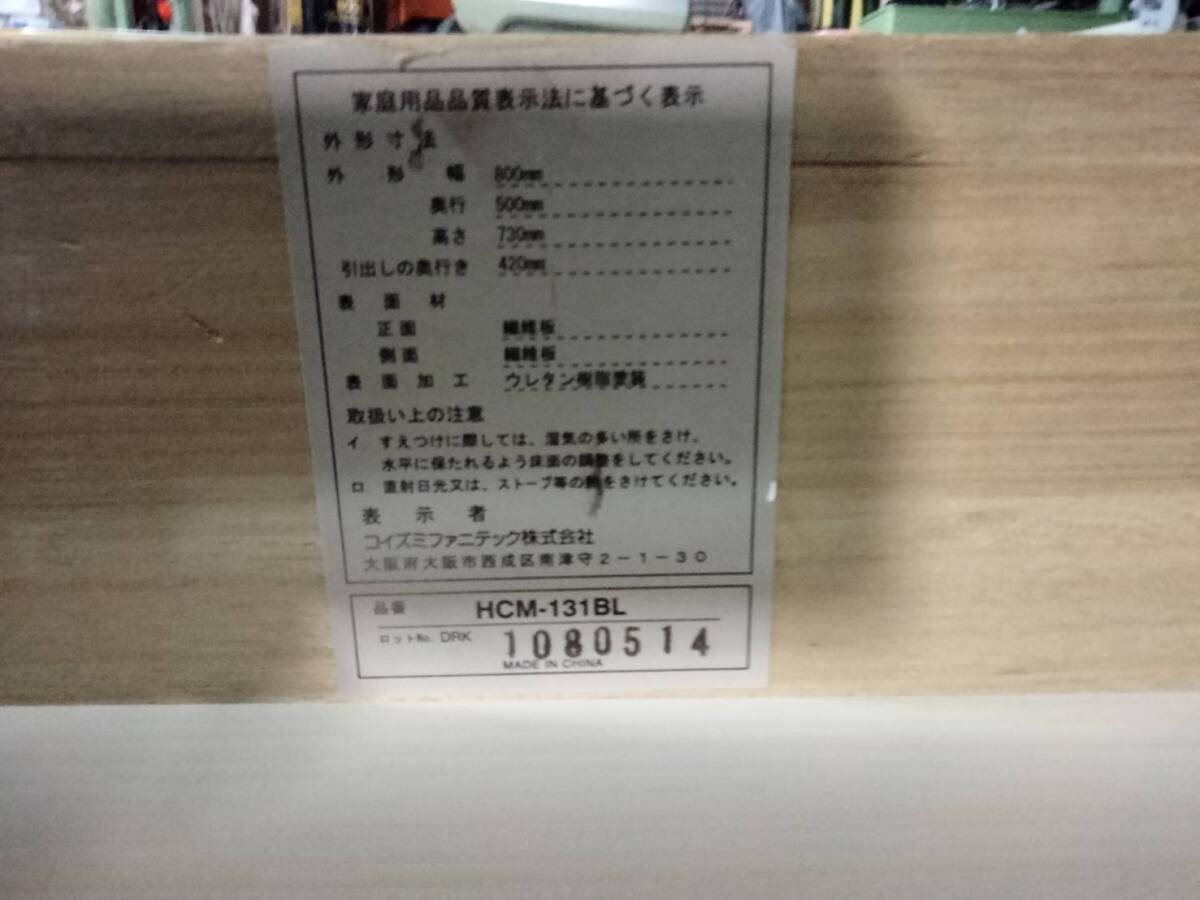 家庭用品品質表示法に基づく表示
外形寸法
外形幅 800mm
奥行 500mm
高さ 730mm
引出しの奥行き 420mm
表面材
正面 繊維板
側面 繊維板
表面加工 ウレタン樹脂塗装
取扱い上の注意
イ. すえつけに際しては、湿気の多い所をさけ、
水平に保たれるよう床面の調整をしてください。
ロ. 直射日光又は、ストーブ等の熱をさけてください。
表示者
コイズミファニテック株式会社
大阪府大阪市西成区南津守2-1-30
品番 HCM-131BL
ロットNo. DRK 1080514
MADE IN CHINA